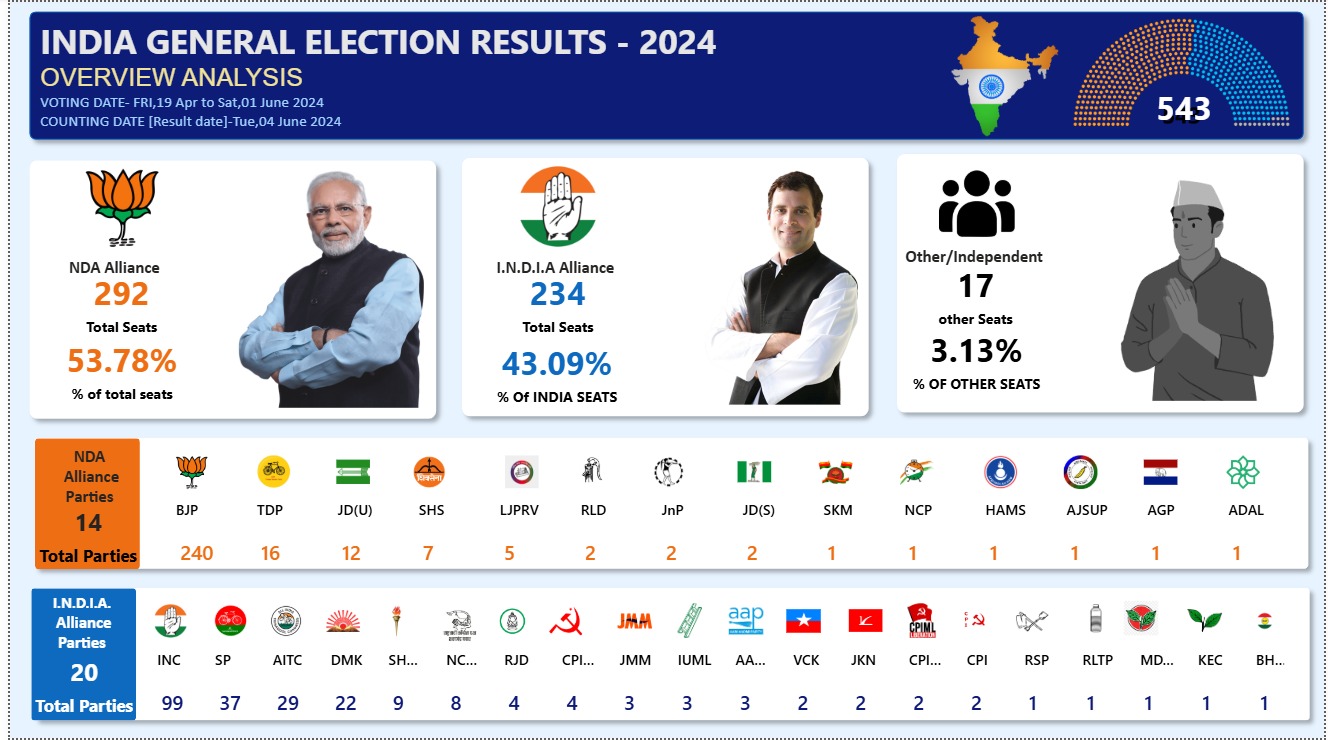 INDIA GENERAL ELECTION RESULTS - 2024
OVERVIEW ANALYSIS
VOTING DATE- FRI,19 Apr to Sat,01 June 2024
COUNTING DATE [Result date]-Tue,04 June 2024
543
NDA Alliance
292
Total Seats
53.78%
% of total seats
I.N.D.I.A Alliance
234
Total Seats
43.09%
% Of INDIA SEATS
Other/Independent
17
other Seats
3.13%
% OF OTHER SEATS
NDA
Alliance
Parties
14
Total Parties
शिवसेना
BJP TDP JD(U) SHS LJPRV RLD JnP JD(S) SKM NCP HAMS AJSUP AGP ADAL
240 16 12 7 5 2 2 2 1 1 1 1 1 1
I.N.D.I.A.
Alliance
Parties
20
Total Parties
JMM aap CPIML
INC SP AITC DMK SH... NC... RJD CPI... JMM IUML AA... VCK JKN CPI... CPI RSP RLTP MD... KEC BH...
99 37 29 22 9 8 4 4 3 3 3 2 2 2 2 1 1 1 1 1